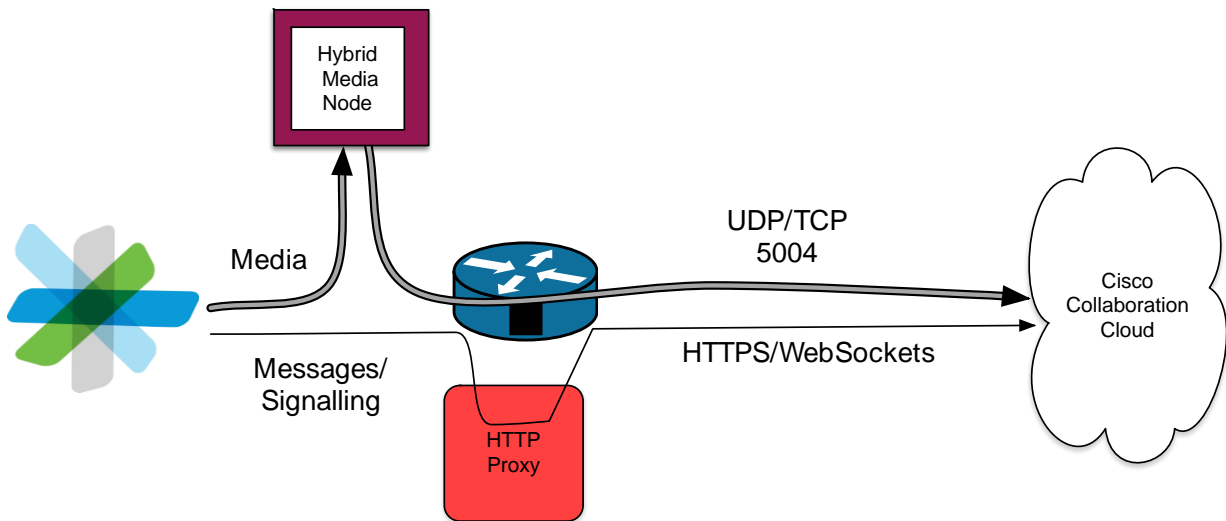 Hybrid
Media
Node
Media
UDP/TCP
5004
Cisco
Collaboration
Cloud
Messages/
Signalling
HTTPS/WebSockets
HTTP
Proxy